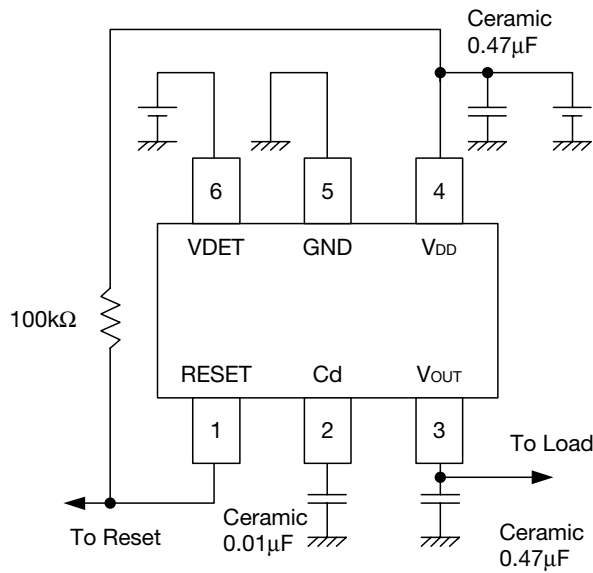 Ceramic
0.47µF
6
5
4
VDET
GND
VDD
100kΩ
RESET
Cd
VOUT
1
2
3
To Load
To Reset
Ceramic
0.01µF
Ceramic
0.47µF